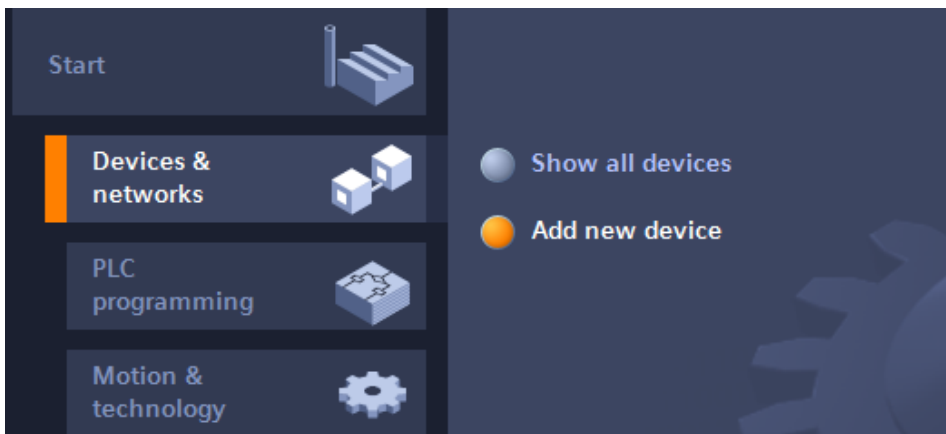 Start
Devices &
networks
Show all devices
Add new device
PLC
programming
Motion &
technology